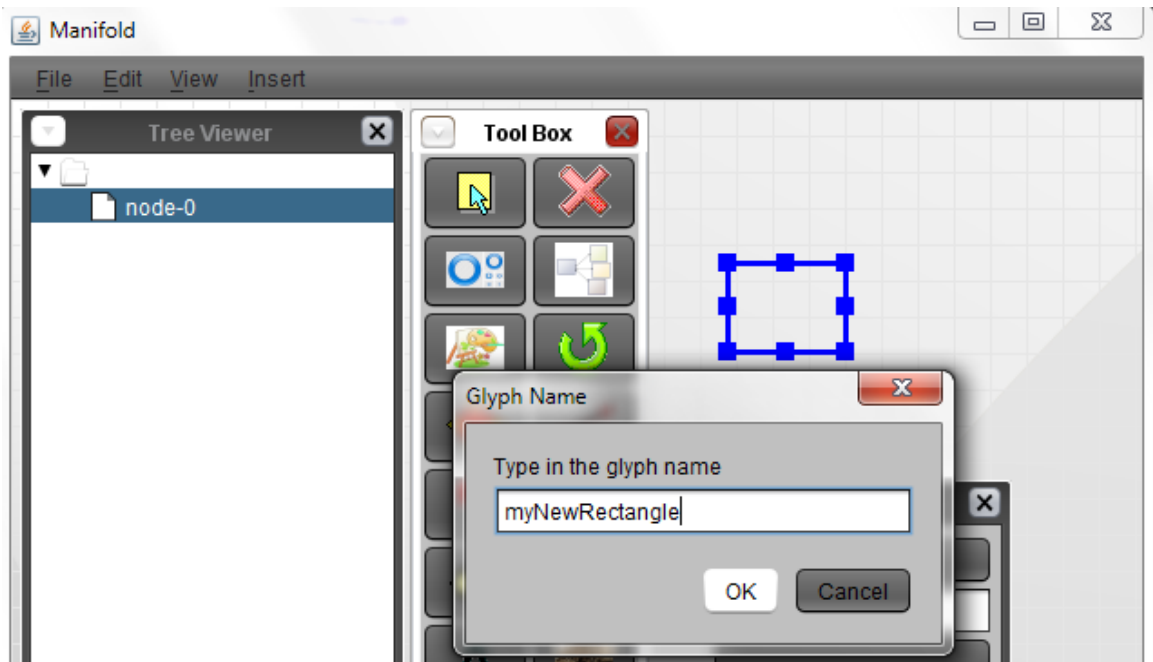 Manifold
File Edit View Insert
Tree Viewer
Tool Box
node-0
Glyph Name
Type in the glyph name
myNewRectangle
OK Cancel